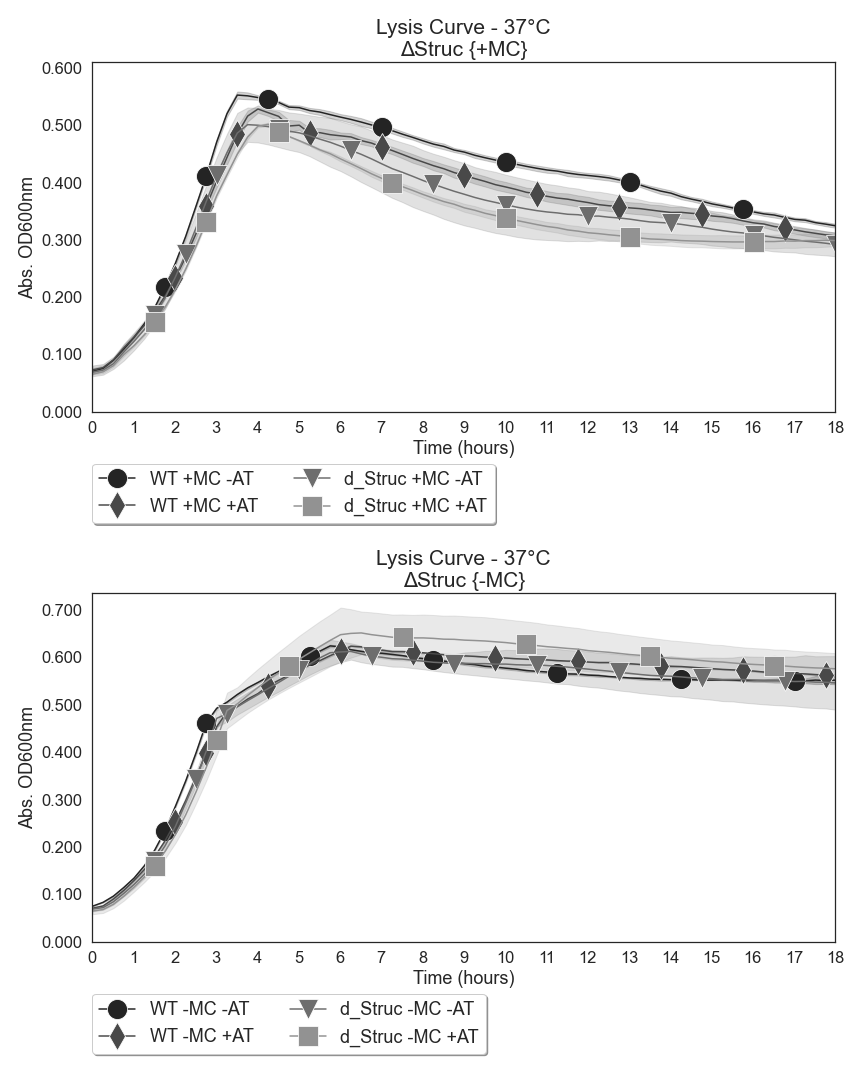 Lysis Curve - 37°C
ΔStruc {+MC}
0.600
0.500
0.400
0.300
0.200
0.100
0.000
Abs. OD600nm
0 1 2 3 4 5 6 7 8 9 10 11 12 13 14 15 16 17 18
Time (hours)
WT +MC -AT d_Struc +MC -AT
WT +MC +AT d_Struc +MC +AT
Lysis Curve - 37°C
ΔStruc {-MC}
0.700
0.600
0.500
0.400
0.300
0.200
0.100
0.000
Abs. OD600nm
0 1 2 3 4 5 6 7 8 9 10 11 12 13 14 15 16 17 18
Time (hours)
WT -MC -AT d_Struc -MC -AT
WT -MC +AT d_Struc -MC +AT